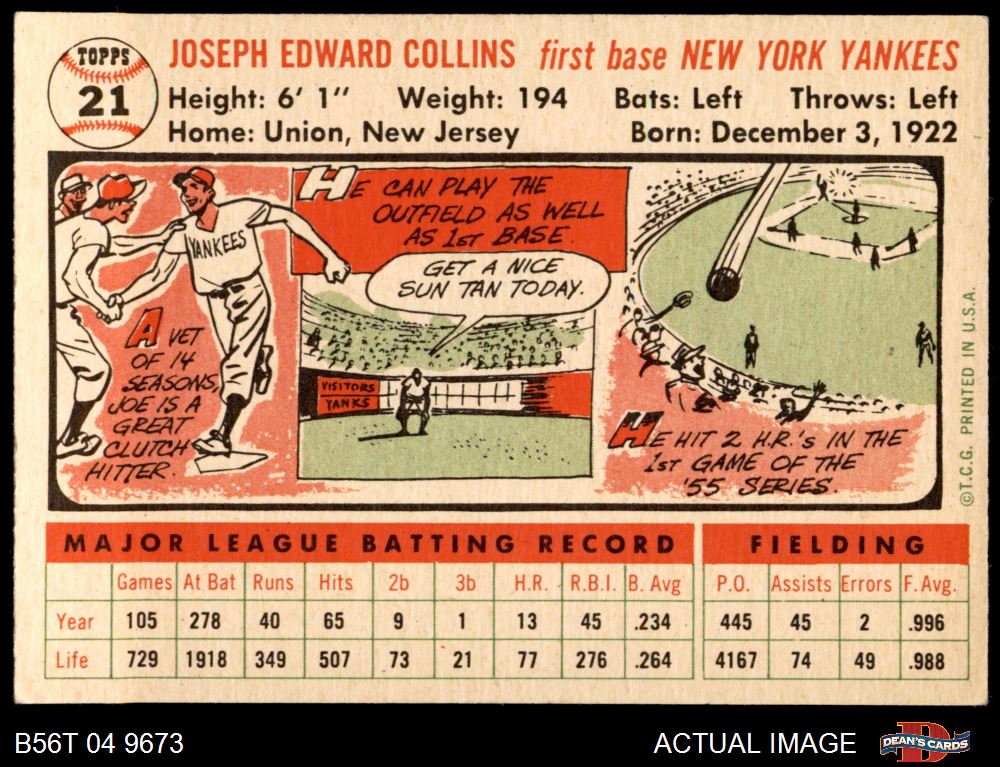 TOPPS
21
JOSEPH EDWARD COLLINS first base NEW YORK YANKEES
Height: 6' 1" Weight: 194 Bats: Left Throws: Left
Home: Union, New Jersey Born: December 3, 1922
YANKEES
A VET
OF 14
SEASONS,
JOE IS A
GREAT
CLUTCH
HITTER.
HE CAN PLAY THE
OUTFIELD AS WELL
AS 1ST BASE.
GET A NICE
SUN TAN TODAY.
VISITORS
YANKS
HE HIT 2 H.R.'s IN THE
1ST GAME OF THE
'55 SERIES.
©T.C.G. PRINTED IN U.S.A.
MAJOR LEAGUE BATTING RECORD FIELDING
Games At Bat Runs Hits 2b 3b H.R. R.B.I. B. Avg P.O. Assists Errors F. Avg.
Year 105 278 40 65 9 1 13 45 .234 445 45 2 .996
Life 729 1918 349 507 73 21 77 276 .264 4167 74 49 .988
B56T 04 9673 ACTUAL IMAGE DEAN'S CARDS